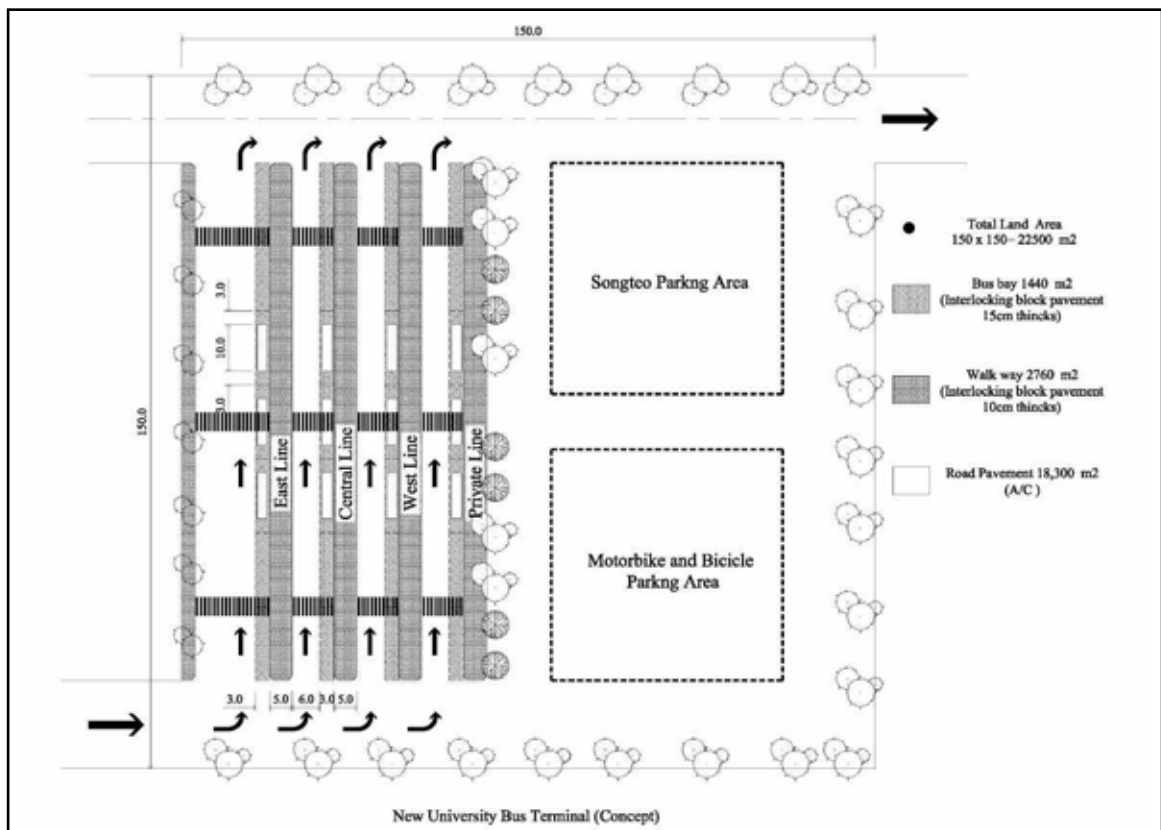 150.0
150.0
3.0
10.0
3.0
East Line
Central Line
West Line
Private Line
3.0
5.0
6.0
3.0
5.0
Songteo Parkng Area
Motorbike and Bicicle
Parkng Area
Total Land Area
150 x 150– 22500 m2
Bus bay 1440 m2
(Interlocking block pavement
15cm thincks)
Walk way 2760 m2
(Interlocking block pavement
10cm thincks)
Road Pavement 18,300 m2
(A/C )
New University Bus Terminal (Concept)